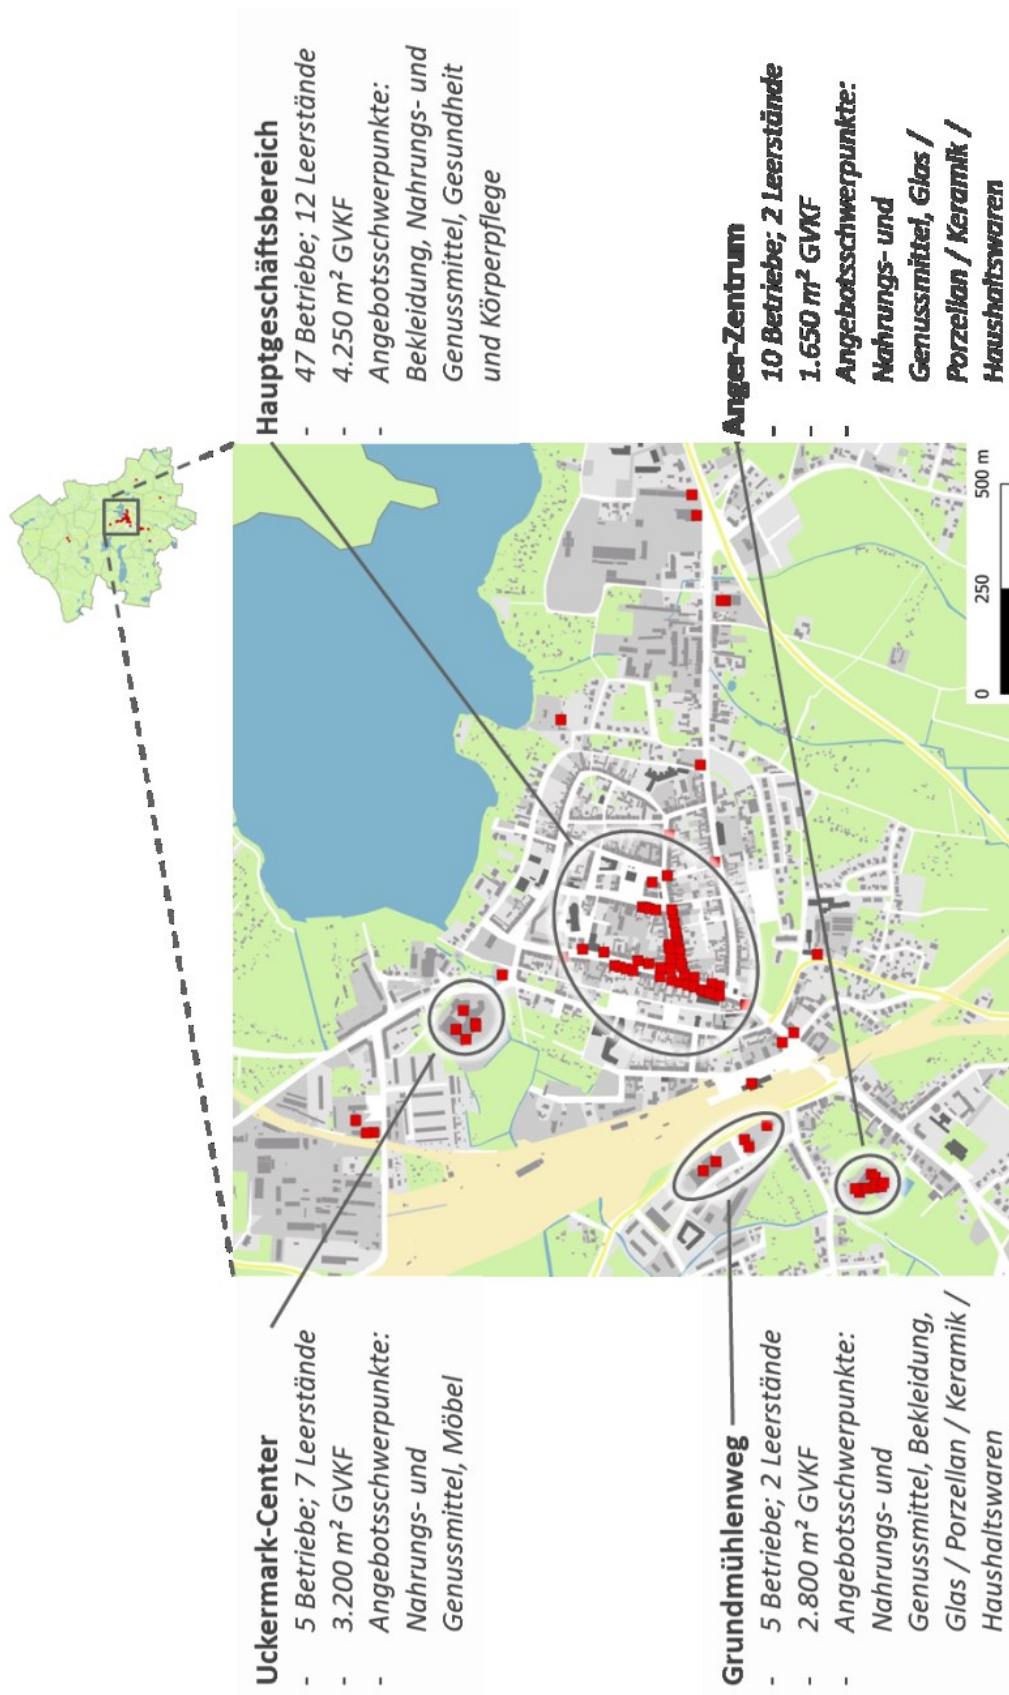 Uckermark-Center
- 5 Betriebe; 7 Leerstände
- 3.200 m² GVKF
- Angebotsschwerpunkte:
Nahrungs- und
Genussmittel, Möbel
Hauptgeschäftsbereich
- 47 Betriebe; 12 Leerstände
- 4.250 m² GVKF
- Angebotsschwerpunkte:
Bekleidung, Nahrungs- und
Genussmittel, Gesundheit
und Körperpflege
Grundmühlenweg
- 5 Betriebe; 2 Leerstände
- 2.800 m² GVKF
- Angebotsschwerpunkte:
Nahrungs- und
Genussmittel, Bekleidung,
Glas / Porzellan / Keramik /
Haushaltswaren
Anger-Zentrum
- 10 Betriebe; 2 Leerstände
- 1.650 m² GVKF
- Angebotsschwerpunkte:
Nahrungs- und
Genussmittel, Glas /
Porzellan / Keramik /
Haushaltswaren
0 250 500 m